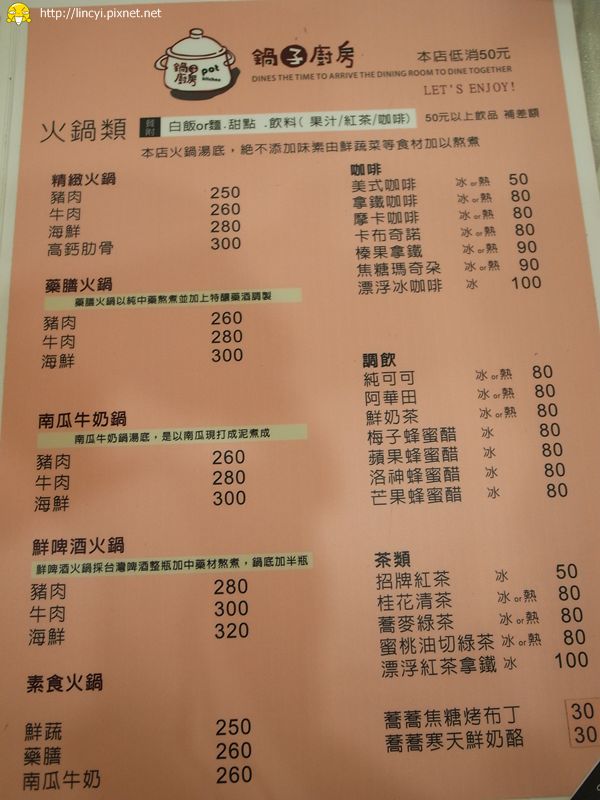 http://lincyi.pixnet.net
鍋子廚房 pot kitchen
鍋子廚房
本店低消50元
DINES THE TIME TO ARRIVE THE DINING ROOM TO DINE TOGETHER
LET'S ENJOY!
火鍋類 餐附 白飯or麵.甜點 .飲料( 果汁/紅茶/咖啡) 50元以上飲品 補差額
本店火鍋湯底，絶不添加味素由鮮蔬菜等食材加以熬煮
精緻火鍋
豬肉 250
牛肉 260
海鮮 280
高鈣肋骨 300
藥膳火鍋
藥膳火鍋以純中藥熬煮並加上特釀藥酒調製
豬肉 260
牛肉 280
海鮮 300
南瓜牛奶鍋
南瓜牛奶鍋湯底，是以南瓜現打成泥煮成
豬肉 260
牛肉 280
海鮮 300
鮮啤酒火鍋
鮮啤酒火鍋採台灣啤酒整瓶加中藥材熬煮，鍋底加半瓶
豬肉 280
牛肉 300
海鮮 320
素食火鍋
鮮蔬 250
藥膳 260
南瓜牛奶 260
咖啡
美式咖啡 冰or熱 50
拿鐵咖啡 冰or熱 80
摩卡咖啡 冰or熱 80
卡布奇諾 冰or熱 80
榛果拿鐵 冰or熱 90
焦糖瑪奇朵 冰or熱 90
漂浮冰咖啡 冰 100
調飲
純可可 冰or熱 80
阿華田 冰or熱 80
鮮奶茶 冰or熱 80
梅子蜂蜜醋 冰 80
蘋果蜂蜜醋 冰 80
洛神蜂蜜醋 冰 80
芒果蜂蜜醋 冰 80
茶類
招牌紅茶 冰 50
桂花清茶 冰or熱 80
蕎麥綠茶 冰or熱 80
蜜桃油切綠茶 冰or熱 80
漂浮紅茶拿鐵 冰 100
蕎蕎焦糖烤布丁 30
蕎蕎寒天鮮奶酪 30